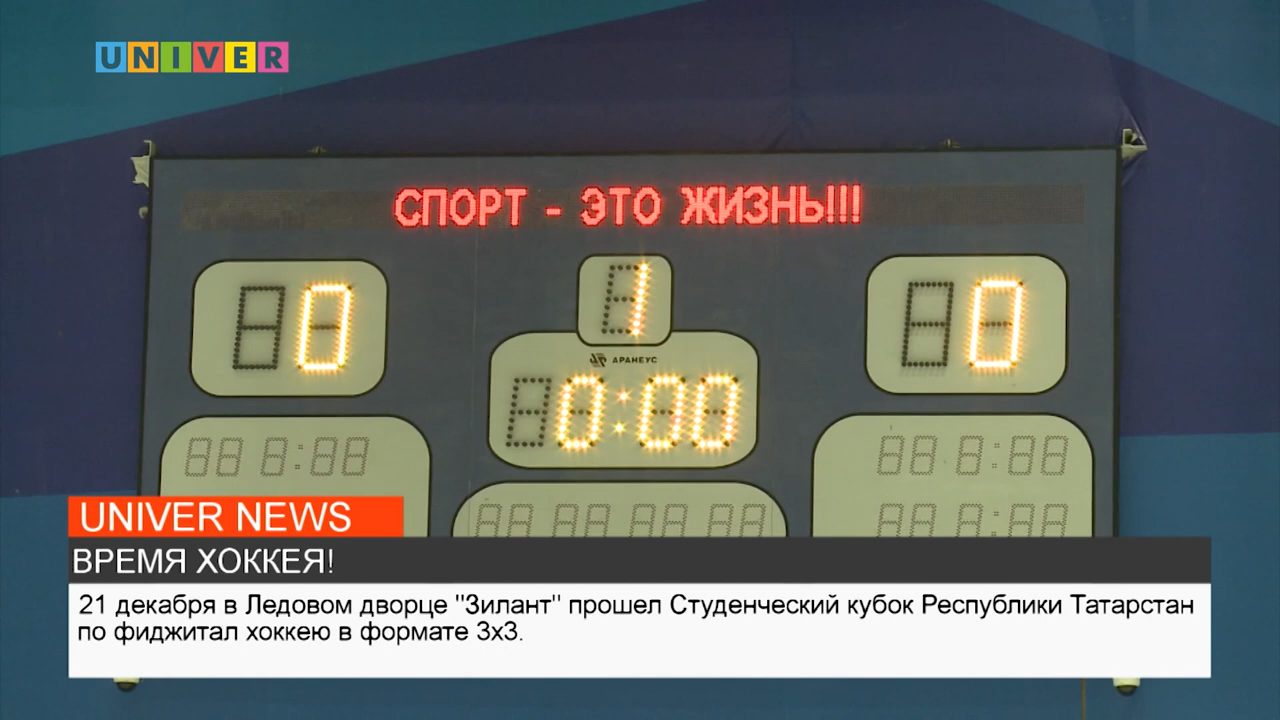 UNIVER
СПОРТ - ЭТО ЖИЗНЬ!!!
0 1 0
АРАНЕУС
0:00
UNIVER NEWS
ВРЕМЯ ХОККЕЯ!
21 декабря в Ледовом дворце "Зилант" прошел Студенческий кубок Республики Татарстан
по фиджитал хоккею в формате 3х3.